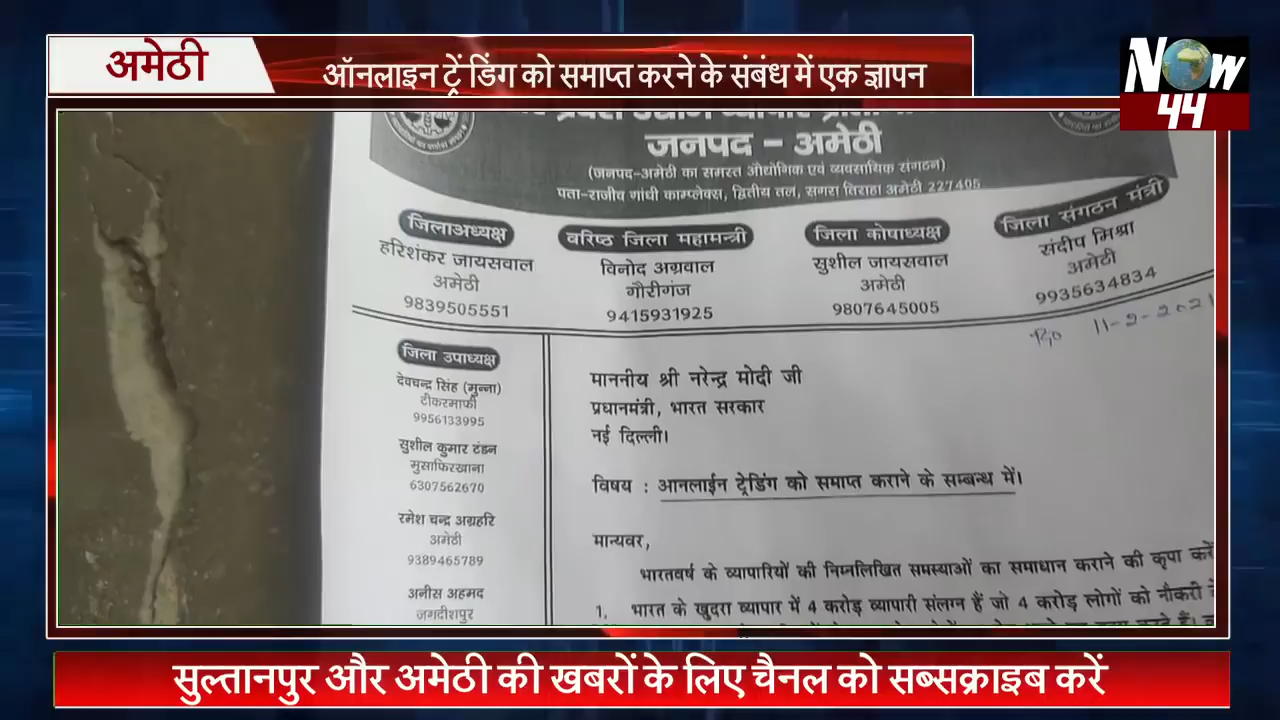 अमेठी
ऑनलाइन ट्रेंडिंग को समाप्त करने के संबंध में एक ज्ञापन
Now
44
जनपद – अमेठी
(जनपद-अमेठी का समस्त औद्योगिक एवं व्यवसायिक संगठन)
पता-राजीव गांधी काम्प्लेक्स, द्वितीय तल, सगरा तिराहा अमेठी 227405
जिलाअध्यक्ष
हरिशंकर जायसवाल
अमेठी
9839505551
वरिष्ठ जिला महामन्त्री
विनोद अग्रवाल
गौरीगंज
9415931925
जिला कोषाध्यक्ष
सुशील जायसवाल
अमेठी
9807645005
जिला संगठन मंत्री
संदीप मिश्रा
अमेठी
9935634834
11-2-2021
जिला उपाध्यक्ष
देवचन्द्र सिंह (मुन्ना)
टीकरमाफी
9956133995
सुशील कुमार टंडन
मुसाफिरखाना
6307562670
रमेश चन्द्र अग्रहरि
अमेठी
9389465789
अनीस अहमद
जगदीशपुर
माननीय श्री नरेन्द्र मोदी जी
प्रधानमंत्री, भारत सरकार
नई दिल्ली।
विषय : आनलाईन ट्रेडिंग को समाप्त कराने के सम्बन्ध में।
मान्यवर,
भारतवर्ष के व्यापारियों की निम्नलिखित समस्याओं का समाधान कराने की कृपा करें
1. भारत के खुदरा व्यापार में 4 करोड़ व्यापारी संलग्न हैं जो 4 करोड़ लोगों को नौकरी
सुल्तानपुर और अमेठी की खबरों के लिए चैनल को सब्सक्राइब करें